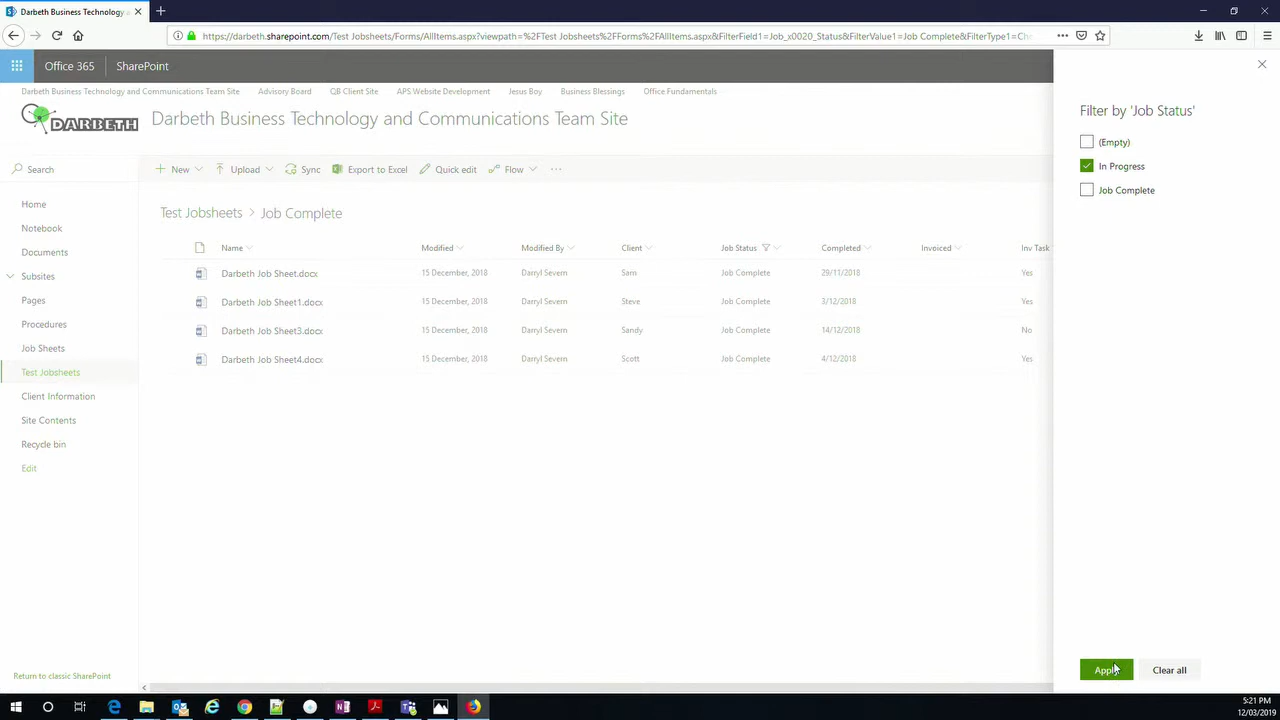 Darbeth Business Technology a
https://darbeth.sharepoint.com/Test Jobsheets/Forms/AllItems.aspx?viewpath=%2FTest Jobsheets%2FForms%2FAllItems.aspx&FilterField1=Job_x0020_Status&FilterValue1=Job Complete&FilterType1=Ch
Office 365 SharePoint
Darbeth Business Technology and Communications Team Site Advisory Board QB Client Site APS Website Development Jesus Boy Business Blessings Office Fundamentals
DARBETH
Darbeth Business Technology and Communications Team Site
Search
New Upload Sync Export to Excel Quick edit Flow ...
Home
Notebook
Documents
Subsites
Pages
Procedures
Job Sheets
Test Jobsheets
Client Information
Site Contents
Recycle bin
Edit
Return to classic SharePoint
Test Jobsheets > Job Complete
Name Modified Modified By Client Job Status Completed Invoiced Inv Task
Darbeth Job Sheet.docx 15 December, 2018 Darryl Severn Sam Job Complete 29/11/2018 Yes
Darbeth Job Sheet1.docx 15 December, 2018 Darryl Severn Steve Job Complete 3/12/2018 Yes
Darbeth Job Sheet3.docx 15 December, 2018 Darryl Severn Sandy Job Complete 14/12/2018 No
Darbeth Job Sheet4.docx 15 December, 2018 Darryl Severn Scott Job Complete 4/12/2018 Yes
Filter by 'Job Status'
(Empty)
In Progress
Job Complete
Apply Clear all
5:21 PM
12/03/2019